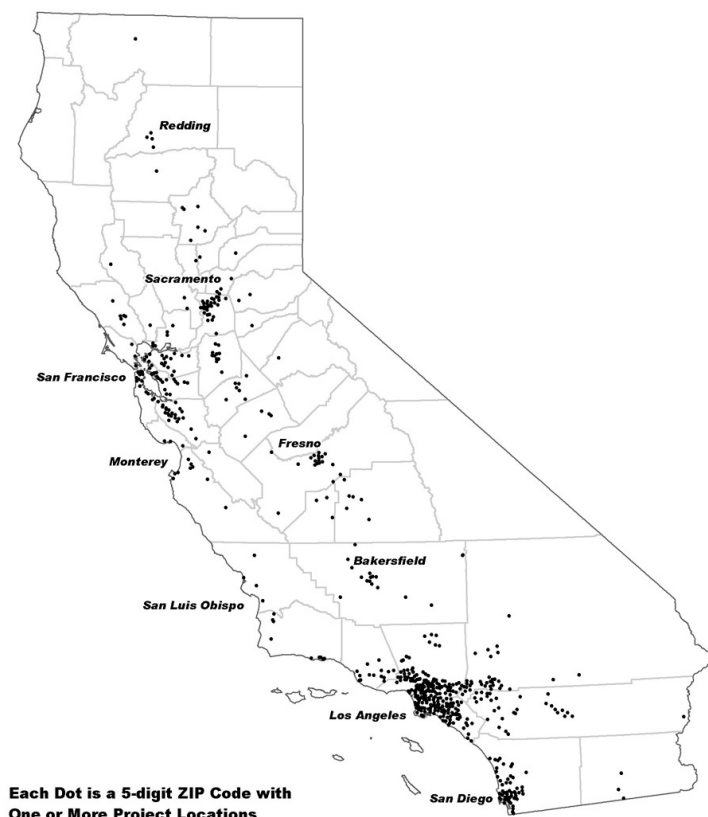 Redding
Sacramento
San Francisco
Fresno
Monterey
Bakersfield
San Luis Obispo
Los Angeles
San Diego
Each Dot is a 5-digit ZIP Code with
One or More Project Locations